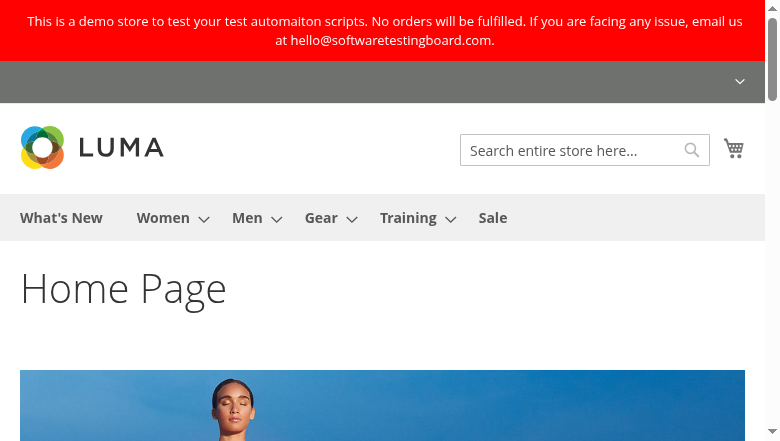 This is a demo store to test your test automaiton scripts. No orders will be fulfilled. If you are facing any issue, email us
at hello@softwaretestingboard.com.
LUMA
Search entire store here...
What's New Women Men Gear Training Sale
Home Page